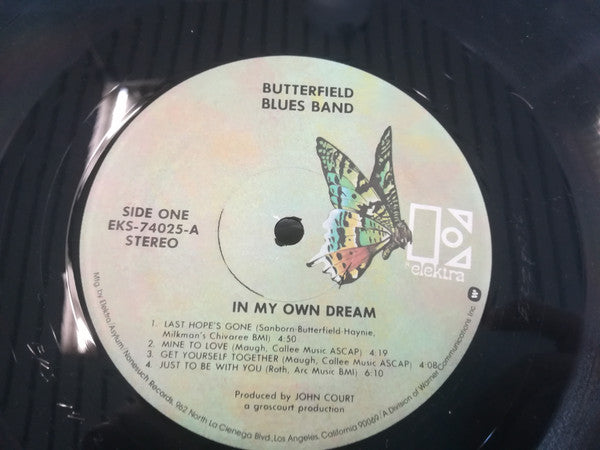 BUTTERFIELD
BLUES BAND
SIDE ONE
EKS-74025-A
STEREO
elektra
IN MY OWN DREAM
1. LAST HOPE'S GONE (Sanborn-Butterfield-Haynie,
Milkman's Chivaree BMI) 4:50
2. MINE TO LOVE (Maugh, Callee Music ASCAP) 4:19
3. GET YOURSELF TOGETHER (Maugh, Callee Music ASCAP) 4:08
4. JUST TO BE WITH YOU (Roth, Arc Music BMI) 6:10
Produced by JOHN COURT
a groscourt production
Mfg by Elektra/Asylum/Nonesuch Records, 962 North La Cienega Blvd., Los Angeles, California 90069 / A Division of Warner Communications Inc